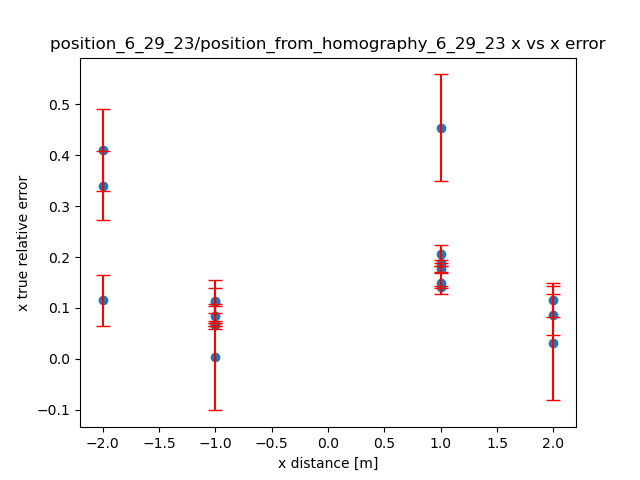 position_6_29_23/position_from_homography_6_29_23 x vs x error
0.5
0.4
0.3
0.2
0.1
0.0
−0.1
x true relative error
−2.0 −1.5 −1.0 −0.5 0.0 0.5 1.0 1.5 2.0
x distance [m]